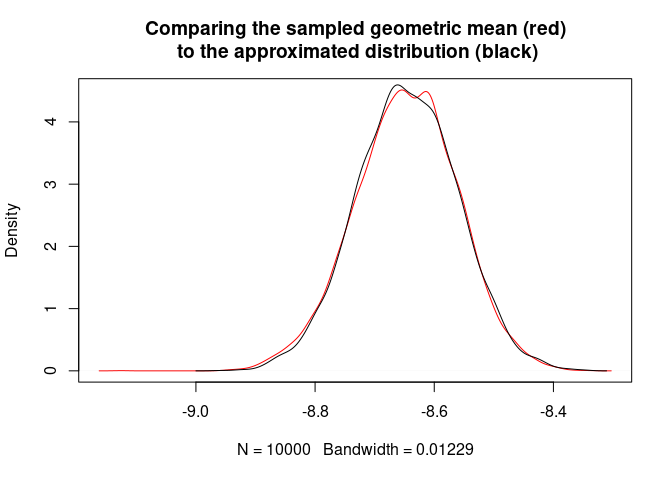 Comparing the sampled geometric mean (red)
to the approximated distribution (black)
Density
4
3
2
1
0
-9.0 -8.8 -8.6 -8.4
N = 10000 Bandwidth = 0.01229